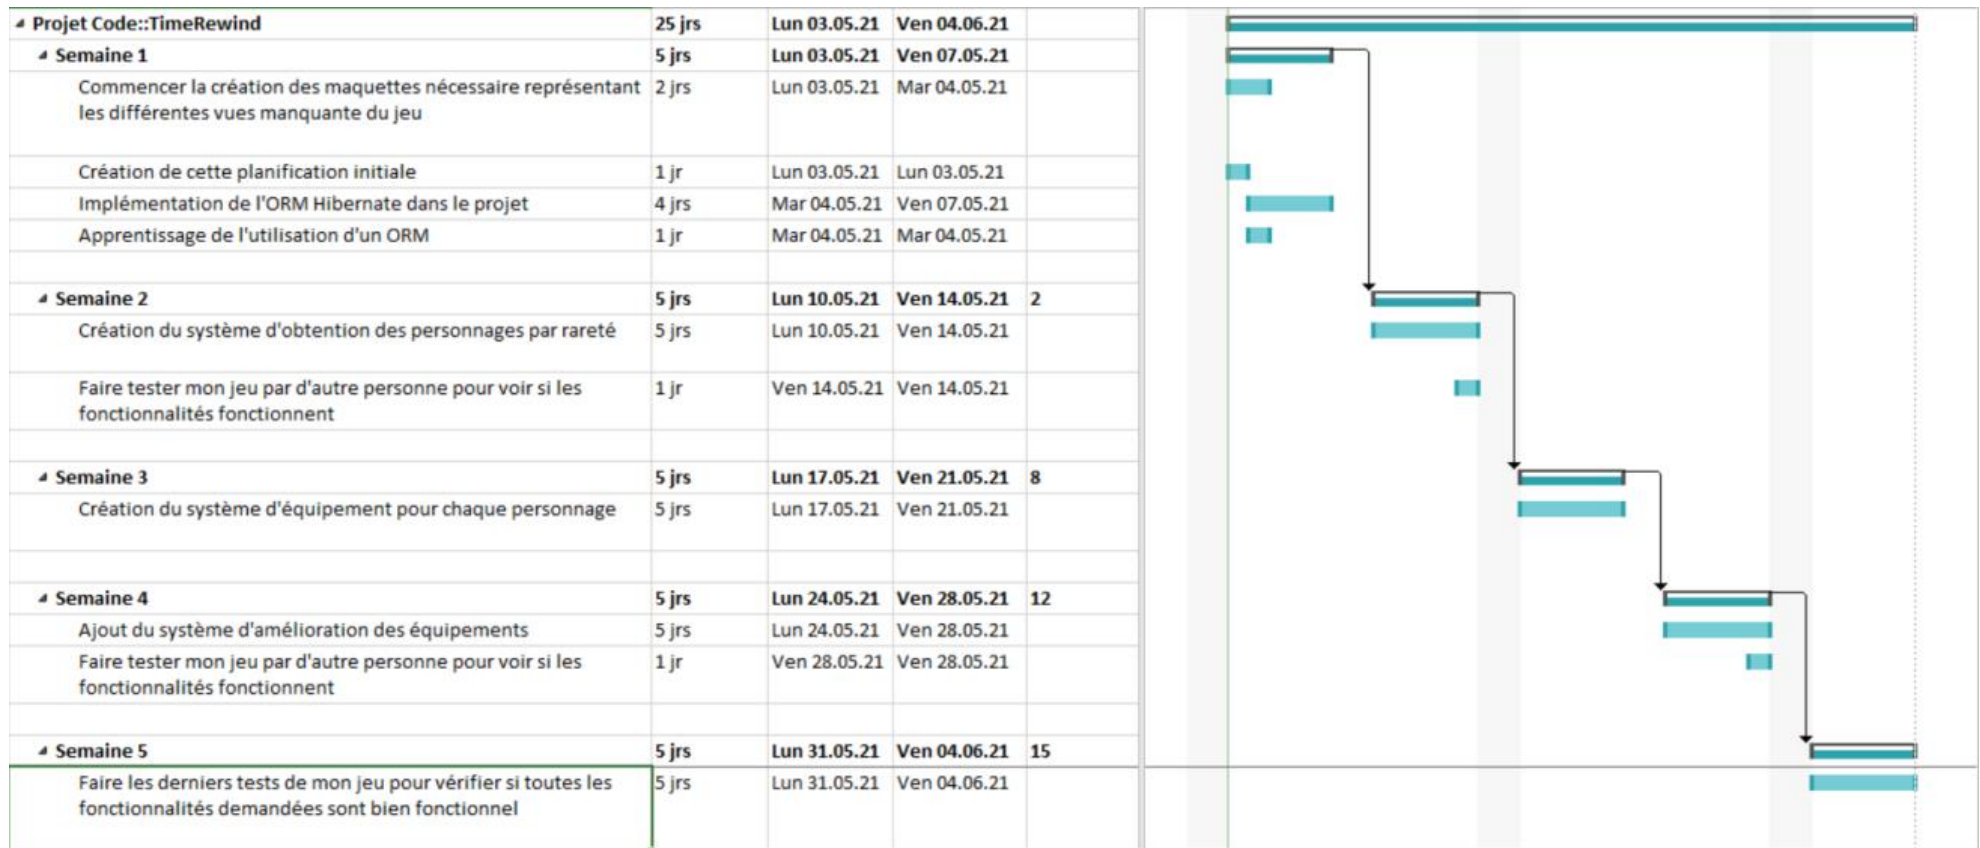 Projet Code::TimeRewind 25 jrs Lun 03.05.21 Ven 04.06.21
Semaine 1 5 jrs Lun 03.05.21 Ven 07.05.21
Commencer la création des maquettes nécessaire représentant 2 jrs Lun 03.05.21 Mar 04.05.21
les différentes vues manquante du jeu
Création de cette planification initiale 1 jr Lun 03.05.21 Lun 03.05.21
Implémentation de l'ORM Hibernate dans le projet 4 jrs Mar 04.05.21 Ven 07.05.21
Apprentissage de l'utilisation d'un ORM 1 jr Mar 04.05.21 Mar 04.05.21
Semaine 2 5 jrs Lun 10.05.21 Ven 14.05.21 2
Création du système d'obtention des personnages par rareté 5 jrs Lun 10.05.21 Ven 14.05.21
Faire tester mon jeu par d'autre personne pour voir si les 1 jr Ven 14.05.21 Ven 14.05.21
fonctionnalités fonctionnent
Semaine 3 5 jrs Lun 17.05.21 Ven 21.05.21 8
Création du système d'équipement pour chaque personnage 5 jrs Lun 17.05.21 Ven 21.05.21
Semaine 4 5 jrs Lun 24.05.21 Ven 28.05.21 12
Ajout du système d'amélioration des équipements 5 jrs Lun 24.05.21 Ven 28.05.21
Faire tester mon jeu par d'autre personne pour voir si les 1 jr Ven 28.05.21 Ven 28.05.21
fonctionnalités fonctionnent
Semaine 5 5 jrs Lun 31.05.21 Ven 04.06.21 15
Faire les derniers tests de mon jeu pour vérifier si toutes les 5 jrs Lun 31.05.21 Ven 04.06.21
fonctionnalités demandées sont bien fonctionnel